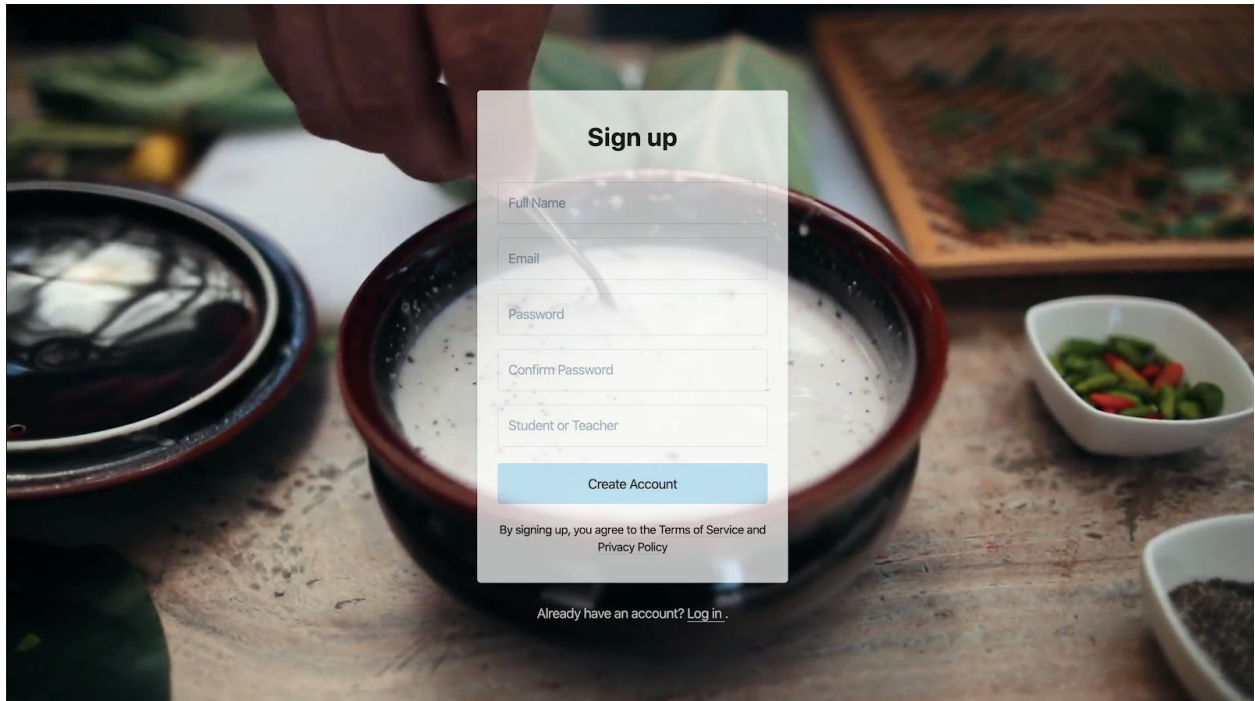 Sign up
Full Name
Email
Password
Confirm Password
Student or Teacher
Create Account
By signing up, you agree to the Terms of Service and
Privacy Policy
Already have an account? Log in .